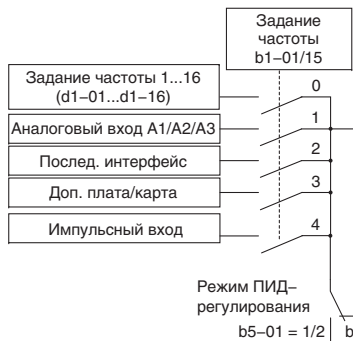 Задание
частоты
b1−01/15
Задание частоты 1...16
(d1−01...d1−16)
0
Аналоговый вход A1/A2/A3
1
Послед. интерфейс
2
Доп. плата/карта
3
Импульсный вход
4
Режим ПИД−
регулирования
b5−01 = 1/2
b